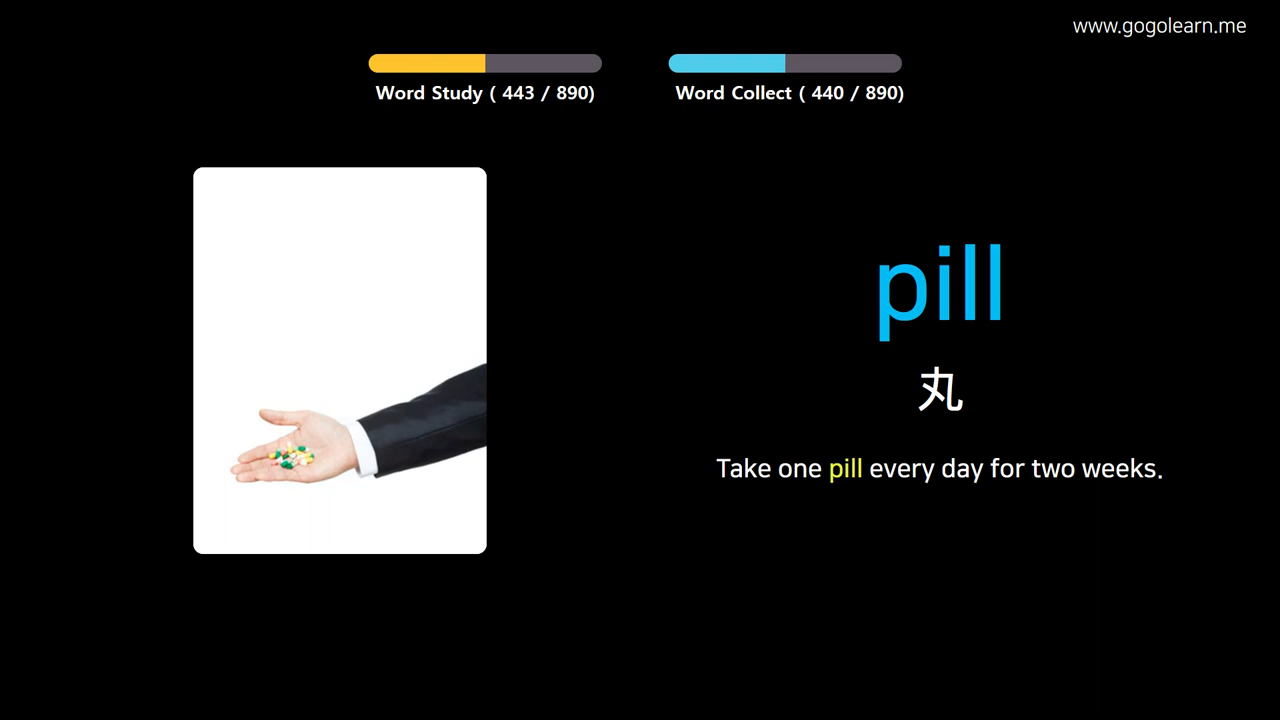 www.gogolearn.me
Word Study ( 443 / 890)
Word Collect ( 440 / 890)
pill
丸
Take one pill every day for two weeks.